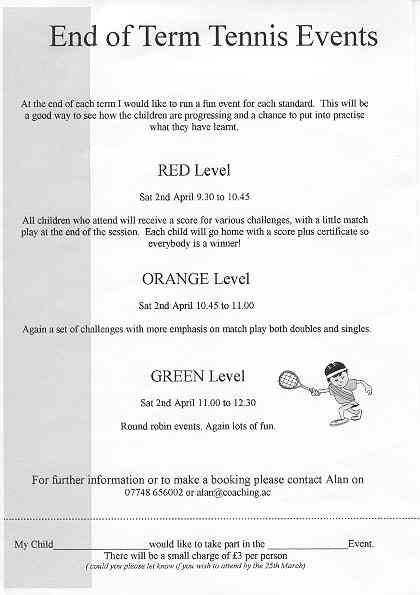 End of Term Tennis Events
At the end of each term I would like to run a fun event for each standard. This will be
a good way to see how the children are progressing and a chance to put into practise
what they have learnt.
RED Level
Sat 2nd April 9.30 to 10.45
All children who attend will receive a score for various challenges, with a little match
play at the end of the session. Each child will go home with a score plus certificate so
everybody is a winner!
ORANGE Level
Sat 2nd April 10.45 to 11.00
Again a set of challenges with more emphasis on match play both doubles and singles.
GREEN Level
Sat 2nd April 11.00 to 12.30
Round robin events. Again lots of fun.
For further information or to make a booking please contact Alan on
07748 656002 or alan@coaching.ac
My Child____________________would like to take part in the _________________Event.
There will be a small charge of £3 per person
( could you please let know if you wish to attend by the 25th March)